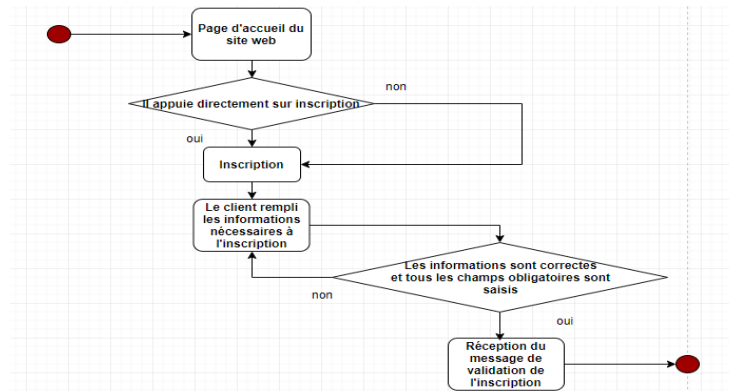 Page d'accueil du
site web
Il appuie directement sur inscription
non
oui
Inscription
Le client rempli
les informations
nécessaires à
l'inscription
Les informations sont correctes
et tous les champs obligatoires sont
saisis
non
oui
Réception du
message de
validation de
l'inscription